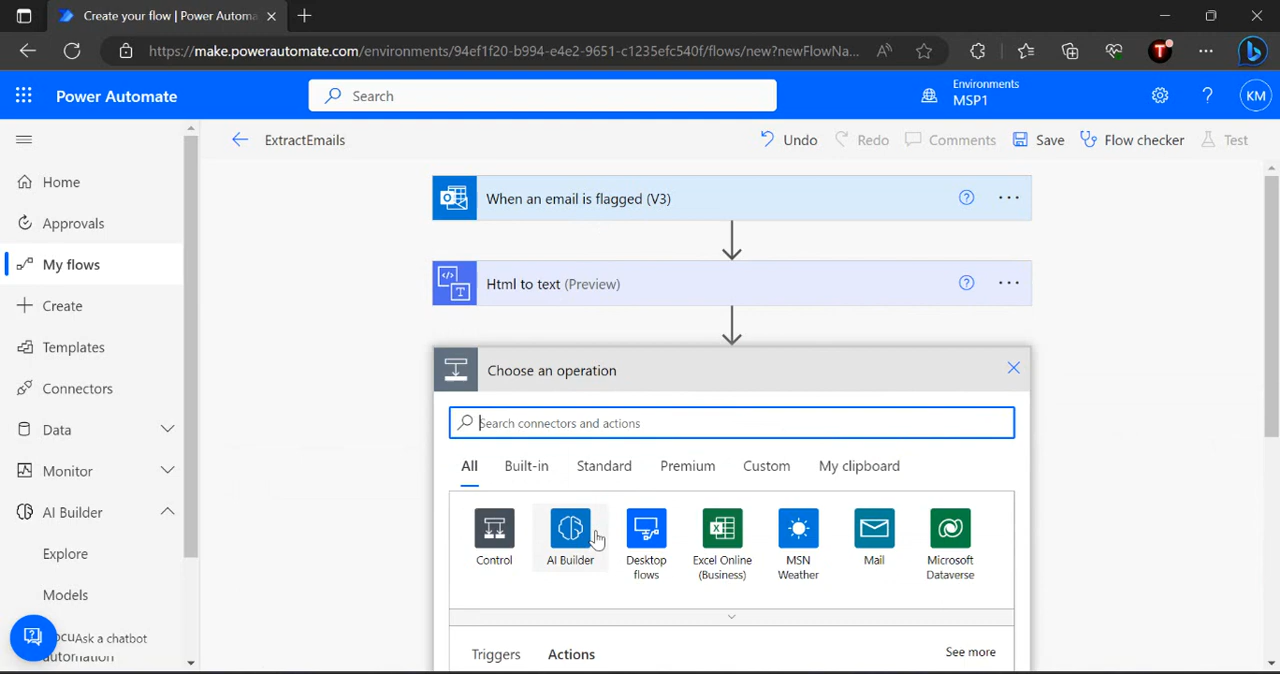 Create your flow | Power Automa
https://make.powerautomate.com/environments/94ef1f20-b994-e4e2-9651-c1235efc540f/flows/new?newFlowNa...
T
Power Automate
Search
Environments
MSP1
KM
ExtractEmails
Undo
Redo
Comments
Save
Flow checker
Test
Home
Approvals
My flows
Create
Templates
Connectors
Data
Monitor
AI Builder
Explore
Models
Ask a chatbot
automation
When an email is flagged (V3)
Html to text (Preview)
Choose an operation
Search connectors and actions
All
Built-in
Standard
Premium
Custom
My clipboard
Control
AI Builder
Desktop
flows
Excel Online
(Business)
MSN
Weather
Mail
Microsoft
Dataverse
Triggers
Actions
See more